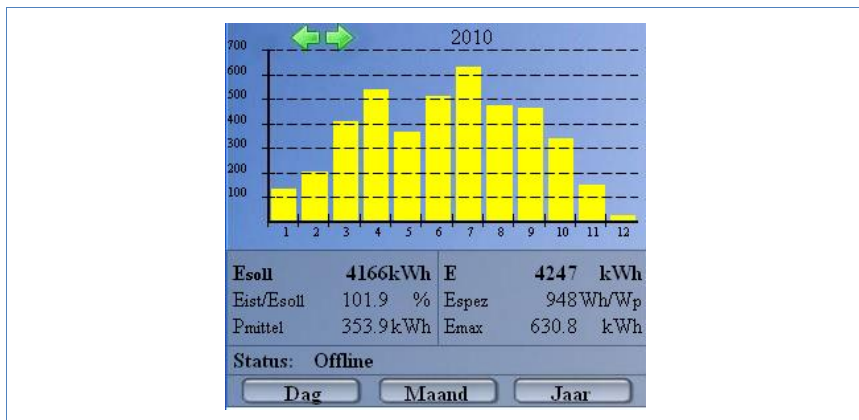 2010
700
600
500
400
300
200
100
1 2 3 4 5 6 7 8 9 10 11 12
Esoll 4166kWh E 4247 kWh
Eist/Esoll 101.9 % Espez 948Wh/Wp
Pmittel 353.9kWh Emax 630.8 kWh
Status: Offline
Dag Maand Jaar